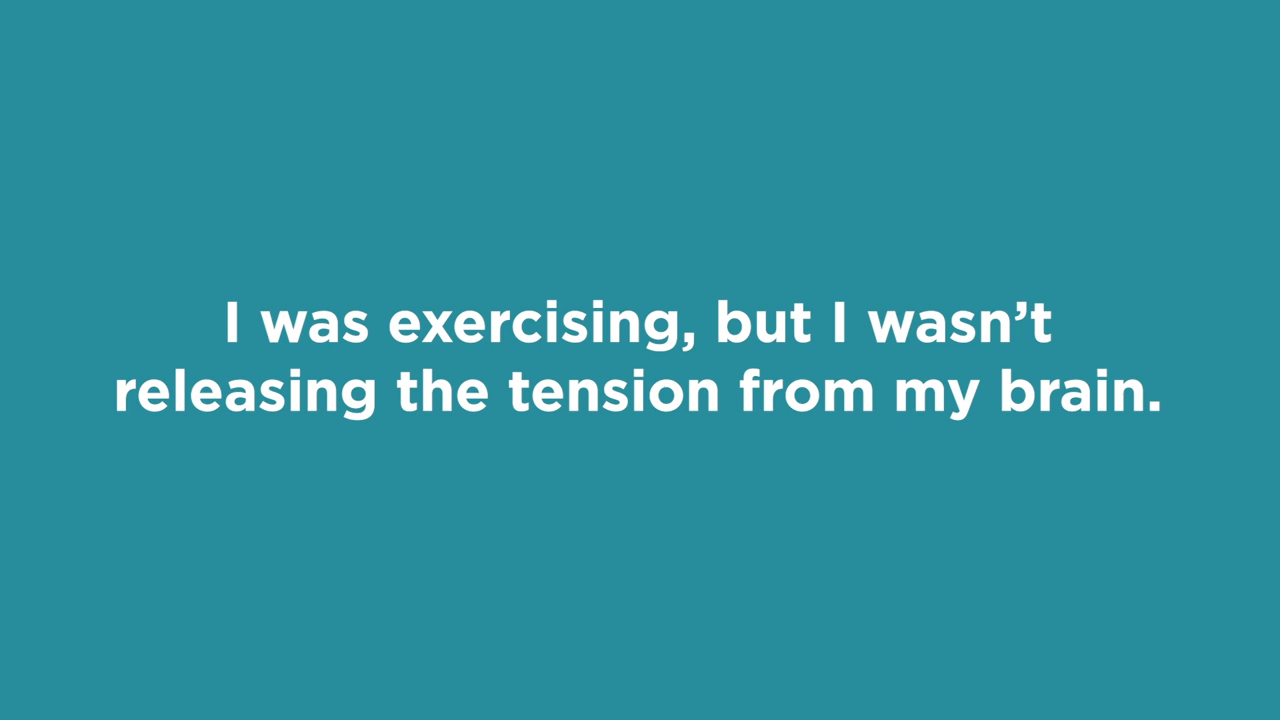 I was exercising, but I wasn’t
releasing the tension from my brain.